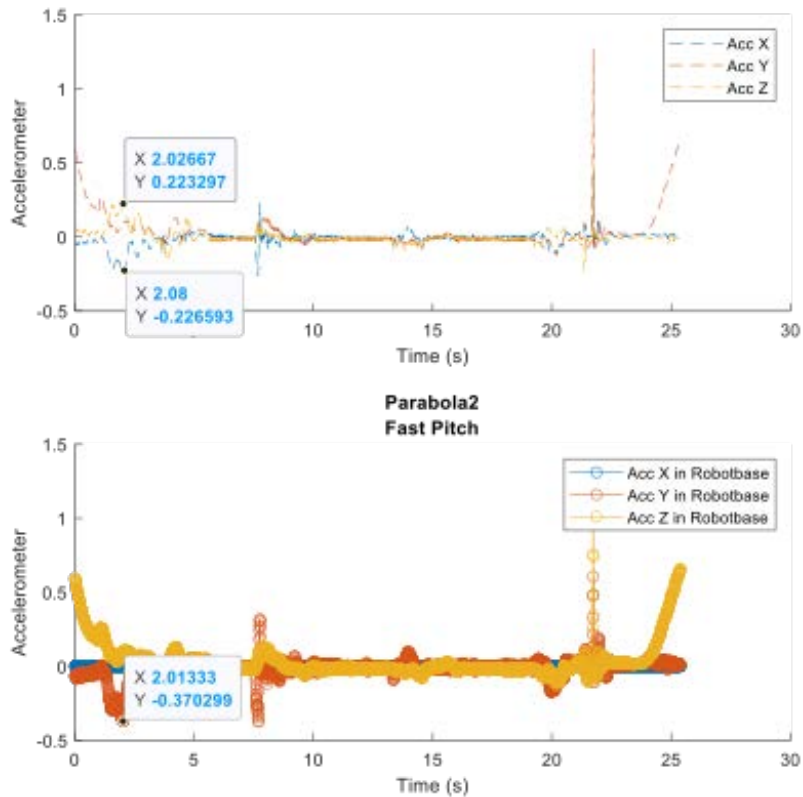 1.5
1
0.5
0
-0.5
Accelerometer
Acc X
Acc Y
Acc Z
X 2.02667
Y 0.223297
X 2.08
Y -0.226593
0 5 10 15 20 25 30
Time (s)
Parabola2
Fast Pitch
1.5
1
0.5
0
-0.5
Accelerometer
Acc X in Robotbase
Acc Y in Robotbase
Acc Z in Robotbase
X 2.01333
Y -0.370299
0 5 10 15 20 25 30
Time (s)